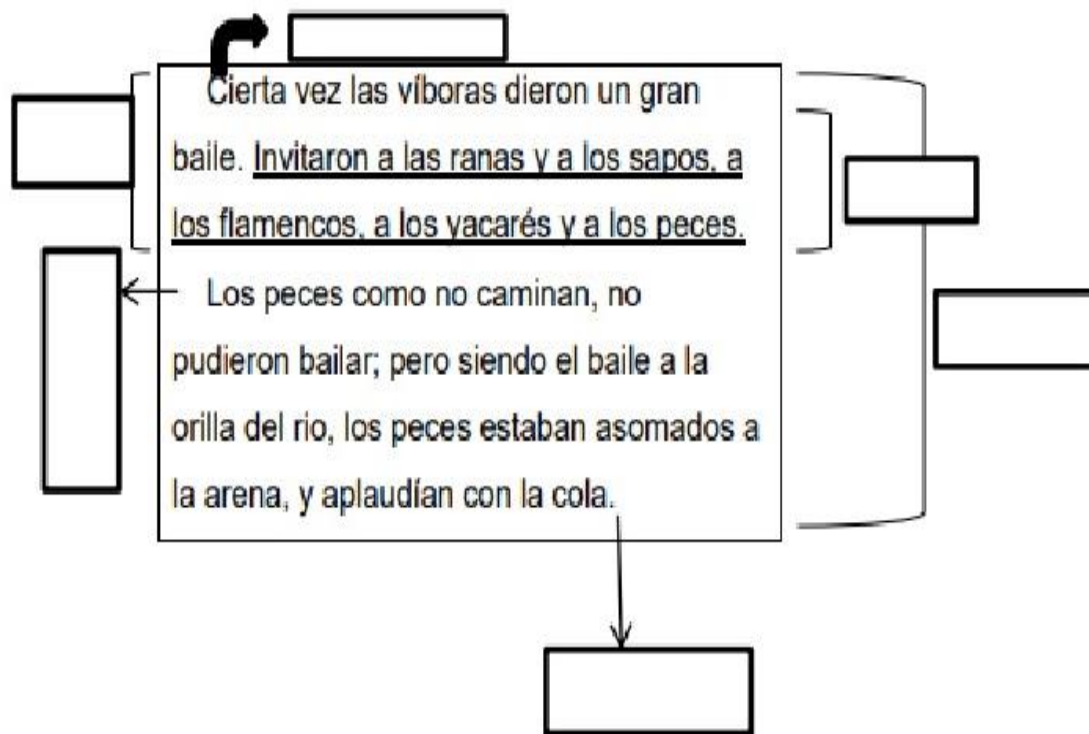 Cierta vez las víboras dieron un gran
baile. Invitaron a las ranas y a los sapos, a
los flamencos, a los yacarés y a los peces.
Los peces como no caminan, no
pudieron bailar; pero siendo el baile a la
orilla del rio, los peces estaban asomados a
la arena, y aplaudían con la cola.